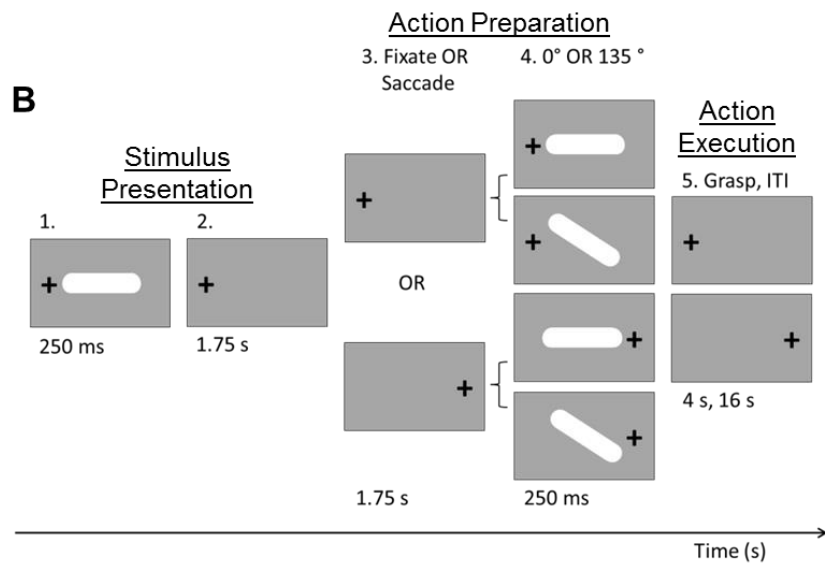 Action Preparation
3. Fixate OR
Saccade
4. 0° OR 135 °
B
Stimulus
Presentation
Action
Execution
1.
2.
5. Grasp, ITI
OR
250 ms
1.75 s
4 s, 16 s
1.75 s
250 ms
Time (s)